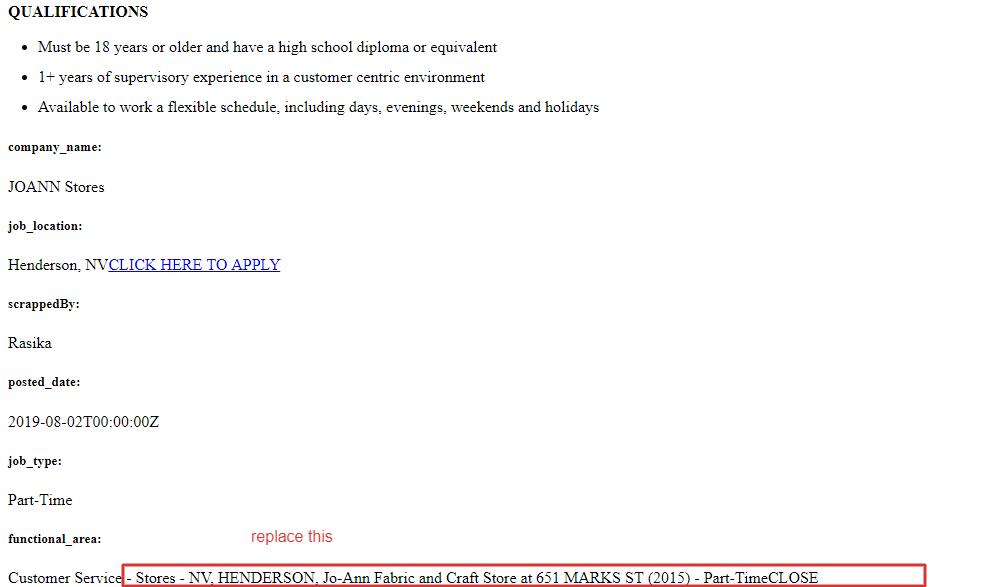 QUALIFICATIONS
Must be 18 years or older and have a high school diploma or equivalent
1+ years of supervisory experience in a customer centric environment
Available to work a flexible schedule, including days, evenings, weekends and holidays
company_name:
JOANN Stores
job_location:
Henderson, NVCLICK HERE TO APPLY
scrappedBy:
Rasika
posted_date:
2019-08-02T00:00:00Z
job_type:
Part-Time
functional_area:
replace this
Customer Service - Stores - NV, HENDERSON, Jo-Ann Fabric and Craft Store at 651 MARKS ST (2015) - Part-TimeCLOSE